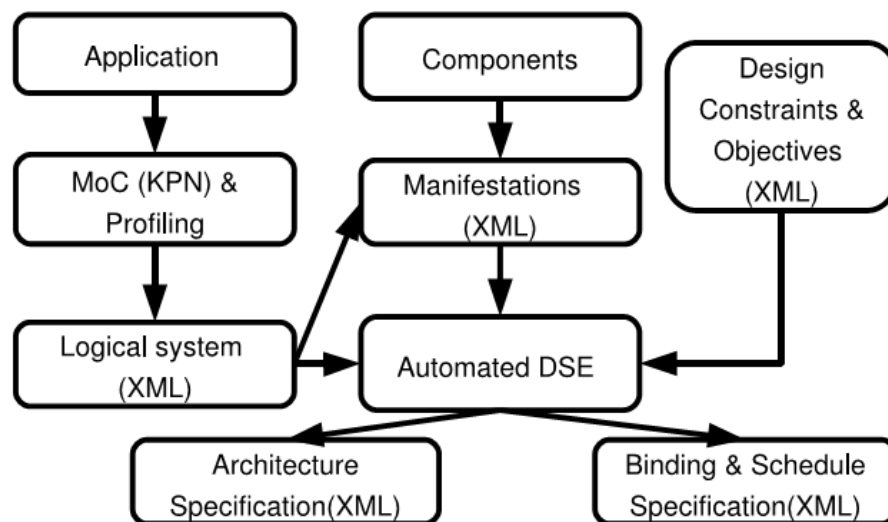 Application
Components
Design
Constraints &
Objectives
(XML)
MoC (KPN) &
Profiling
Manifestations
(XML)
Logical system
(XML)
Automated DSE
Architecture
Specification(XML)
Binding & Schedule
Specification(XML)